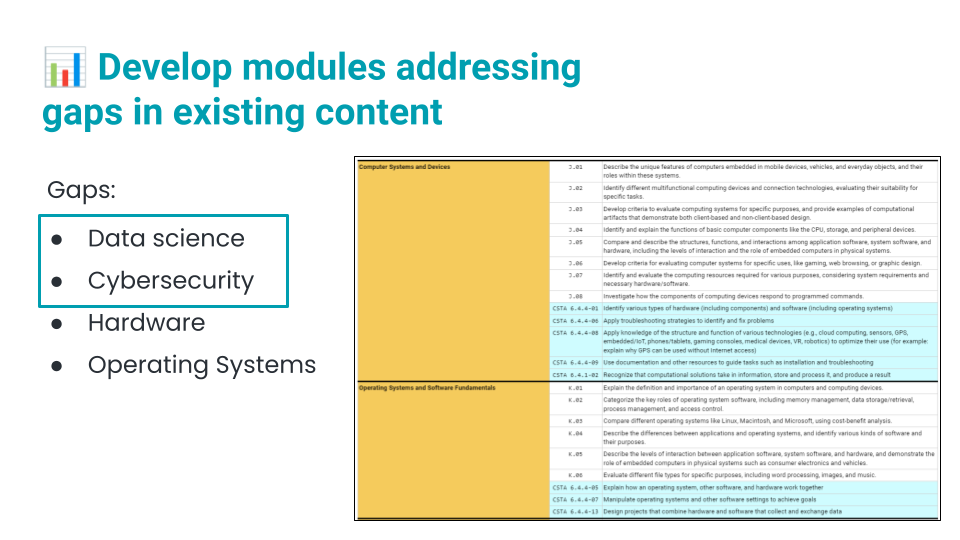 📊 Develop modules addressing
gaps in existing content
Gaps:
● Data science
● Cybersecurity
● Hardware
● Operating Systems
Computer Systems and Devices
J.01 Describe the unique features of computers embedded in mobile devices, vehicles, and everyday objects, and their
roles within these systems.
J.02 Identify different multifunctional computing devices and connection technologies, evaluating their suitability for
specific tasks.
J.03 Develop criteria to evaluate computing systems for specific purposes, and provide examples of computational
artifacts that demonstrate both client-based and non-client-based design.
J.04 Identify and explain the functions of basic computer components like the CPU, storage, and peripheral devices.
J.05 Compare and describe the structures, functions, and interactions among application software, system software, and
hardware, including the levels of interaction and the role of embedded computers in physical systems.
J.06 Develop criteria for evaluating computer systems for specific uses, like gaming, web browsing, or graphic design.
J.07 Identify and evaluate the computing resources required for various purposes, considering system requirements and
necessary hardware/software.
J.08 Investigate how the components of computing devices respond to programmed commands.
CSTA 6.4.4-01 Identify various types of hardware (including components) and software (including operating systems)
CSTA 6.4.4-06 Apply troubleshooting strategies to identify and fix problems
CSTA 6.4.4-08 Apply knowledge of the structure and function of various technologies (e.g., cloud computing, sensors, GPS,
embedded/IoT, phones/tablets, gaming consoles, medical devices, VR, robotics) to optimize their use (for example:
explain why GPS can be used without Internet access)
CSTA 6.4.4-09 Use documentation and other resources to guide tasks such as installation and troubleshooting
CSTA 6.4.1-02 Recognize that computational solutions take in information, store and process it, and produce a result
Operating Systems and Software Fundamentals
K.01 Explain the definition and importance of an operating system in computers and computing devices.
K.02 Categorize the key roles of operating system software, including memory management, data storage/retrieval,
process management, and access control.
K.03 Compare different operating systems like Linux, Macintosh, and Microsoft, using cost-benefit analysis.
K.04 Describe the differences between applications and operating systems, and identify various kinds of software and
their purposes.
K.05 Describe the levels of interaction between application software, system software, and hardware, and demonstrate the
role of embedded computers in physical systems such as consumer electronics and vehicles.
K.06 Evaluate different file types for specific purposes, including word processing, images, and music.
CSTA 6.4.4-05 Explain how an operating system, other software, and hardware work together
CSTA 6.4.4-07 Manipulate operating systems and other software settings to achieve goals
CSTA 6.4.4-13 Design projects that combine hardware and software that collect and exchange data